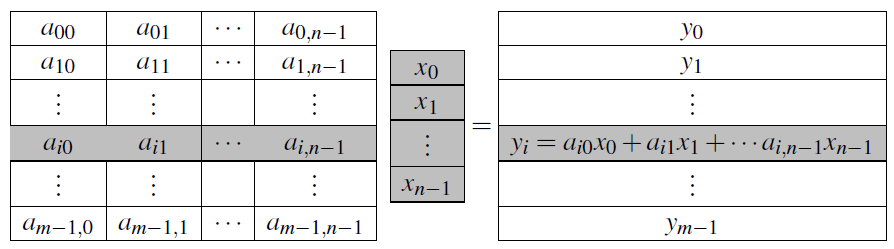 a₀₀ a₀₁ ⋯ a₀,ₙ₋₁ y₀
a₁₀ a₁₁ ⋯ a₁,ₙ₋₁ x₀ y₁
⋮ ⋮ ⋮ x₁ ⋮
aᵢ₀ aᵢ₁ ⋯ aᵢ,ₙ₋₁ ⋮ = yᵢ = aᵢ₀x₀ + aᵢ₁x₁ + ⋯ aᵢ,ₙ₋₁xₙ₋₁
⋮ ⋮ ⋮ xₙ₋₁ ⋮
aₘ₋₁,₀ aₘ₋₁,₁ ⋯ aₘ₋₁,ₙ₋₁ yₘ₋₁